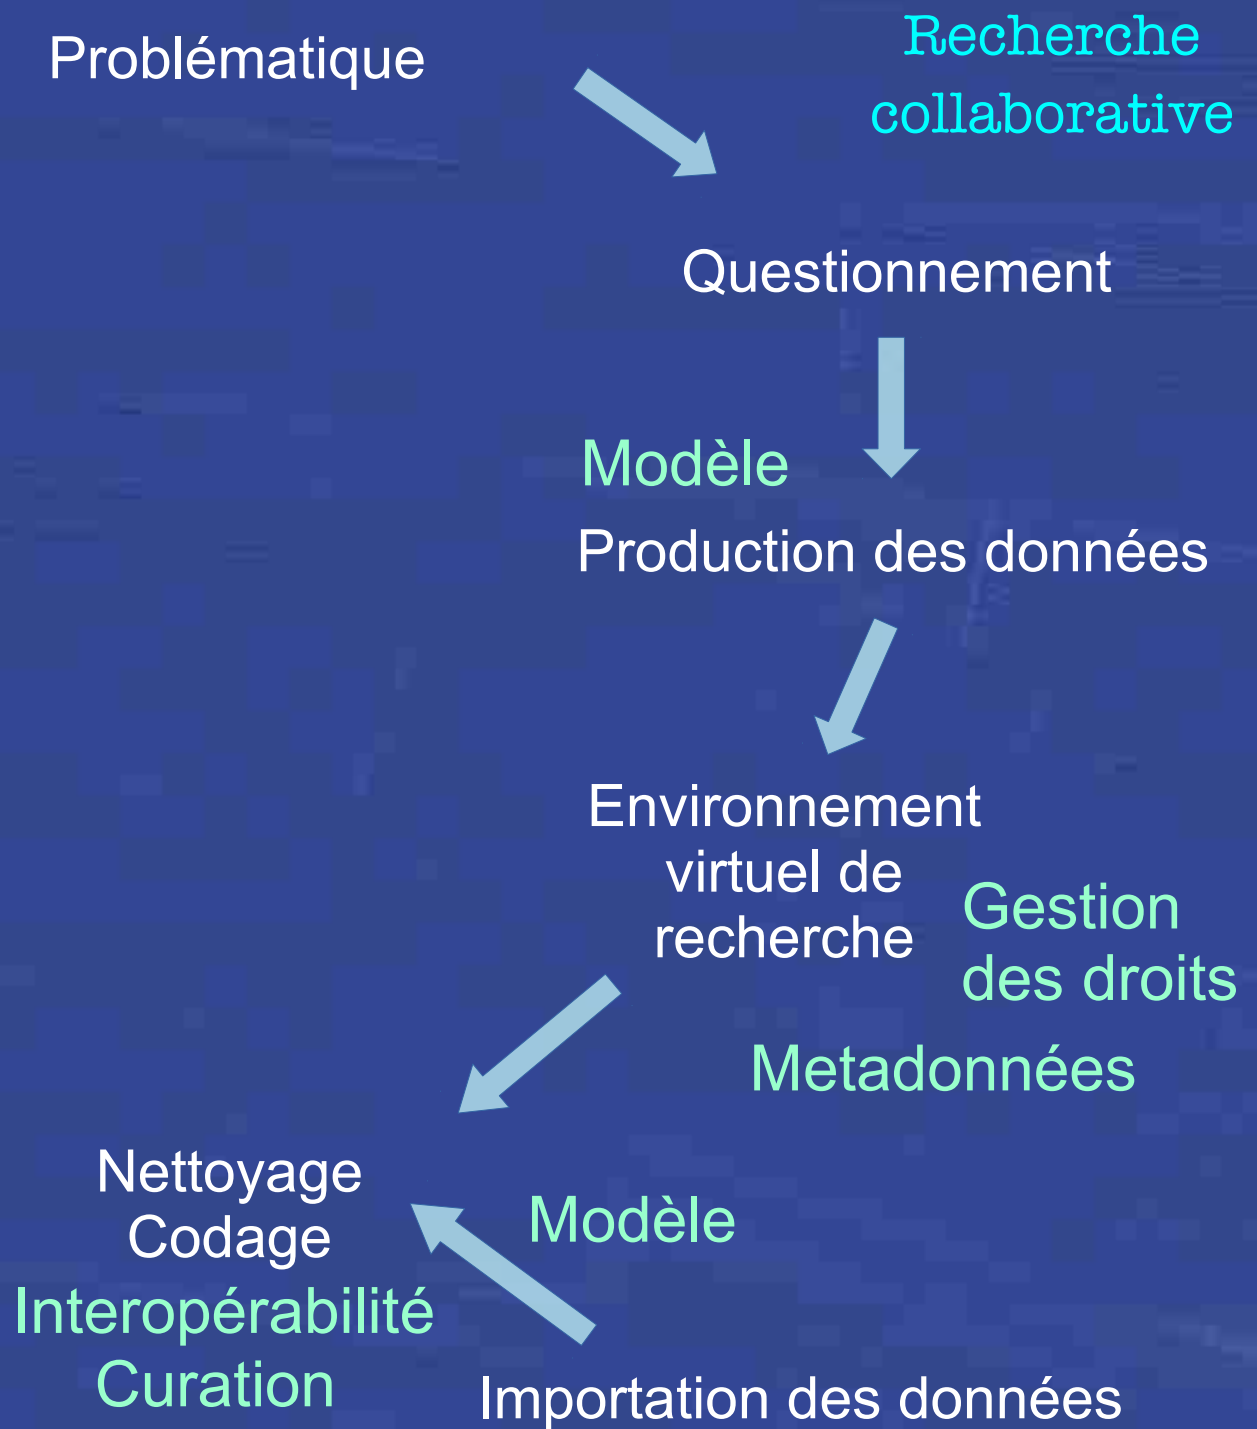 Problématique
Recherche
collaborative
Questionnement
Modèle
Production des données
Environnement
virtuel de
recherche
Gestion
des droits
Metadonnées
Nettoyage
Codage
Modèle
Interopérabilité
Curation
Importation des données